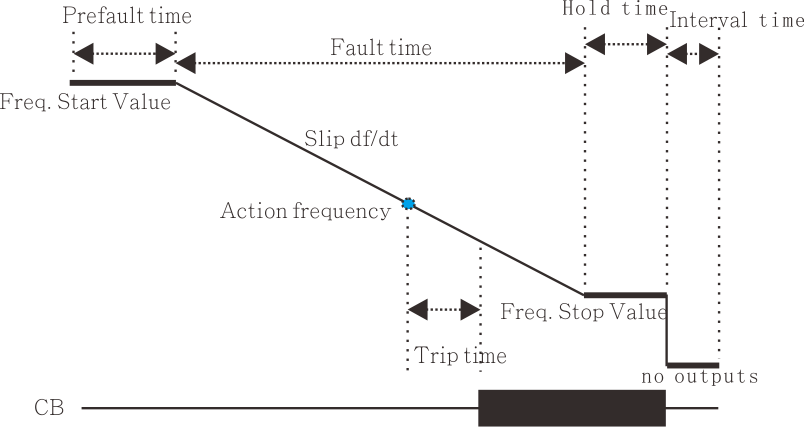 Prefault time
Hold time
Interval time
Fault time
Freq. Start Value
Slip df/dt
Action frequency
Freq. Stop Value
Trip time
no outputs
CB